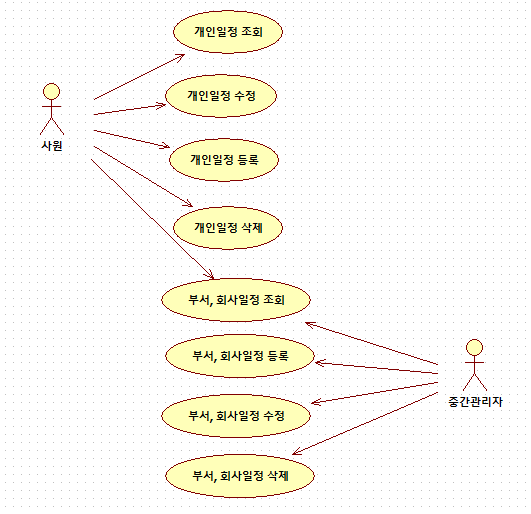 개인일정 조회
개인일정 수정
사원
개인일정 등록
개인일정 삭제
부서, 회사일정 조회
부서, 회사일정 등록
중간관리자
부서, 회사일정 수정
부서, 회사일정 삭제